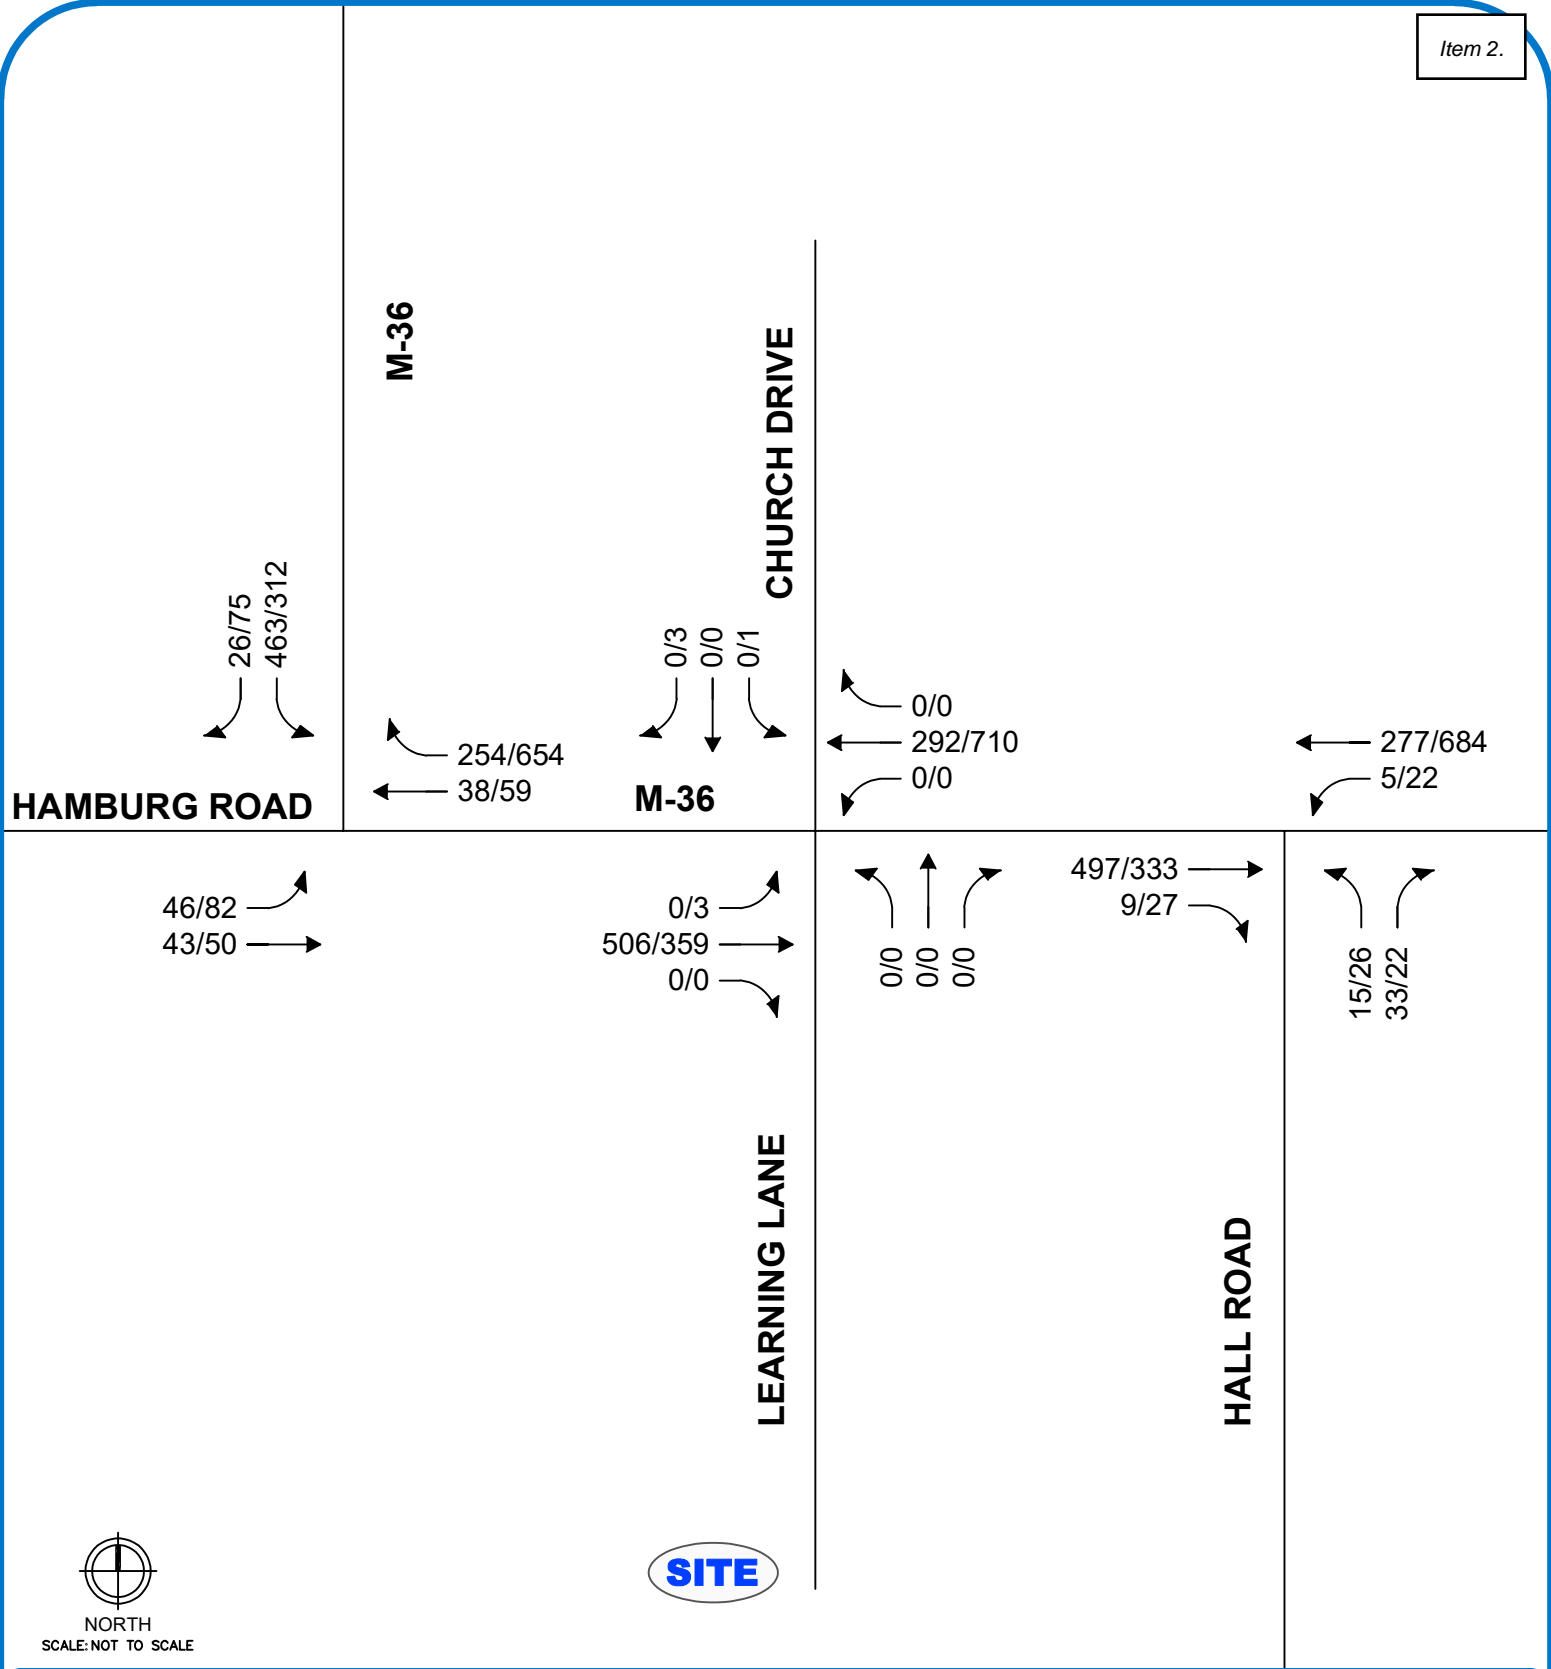 Item 2.
M-36
CHURCH DRIVE
26/75
463/312
0/3
0/0
0/1
0/0
292/710
0/0
277/684
5/22
254/654
38/59
HAMBURG ROAD
M-36
46/82
43/50
0/3
506/359
0/0
0/0
0/0
0/0
497/333
9/27
15/26
33/22
LEARNING LANE
HALL ROAD
SITE
NORTH
SCALE: NOT TO SCALE